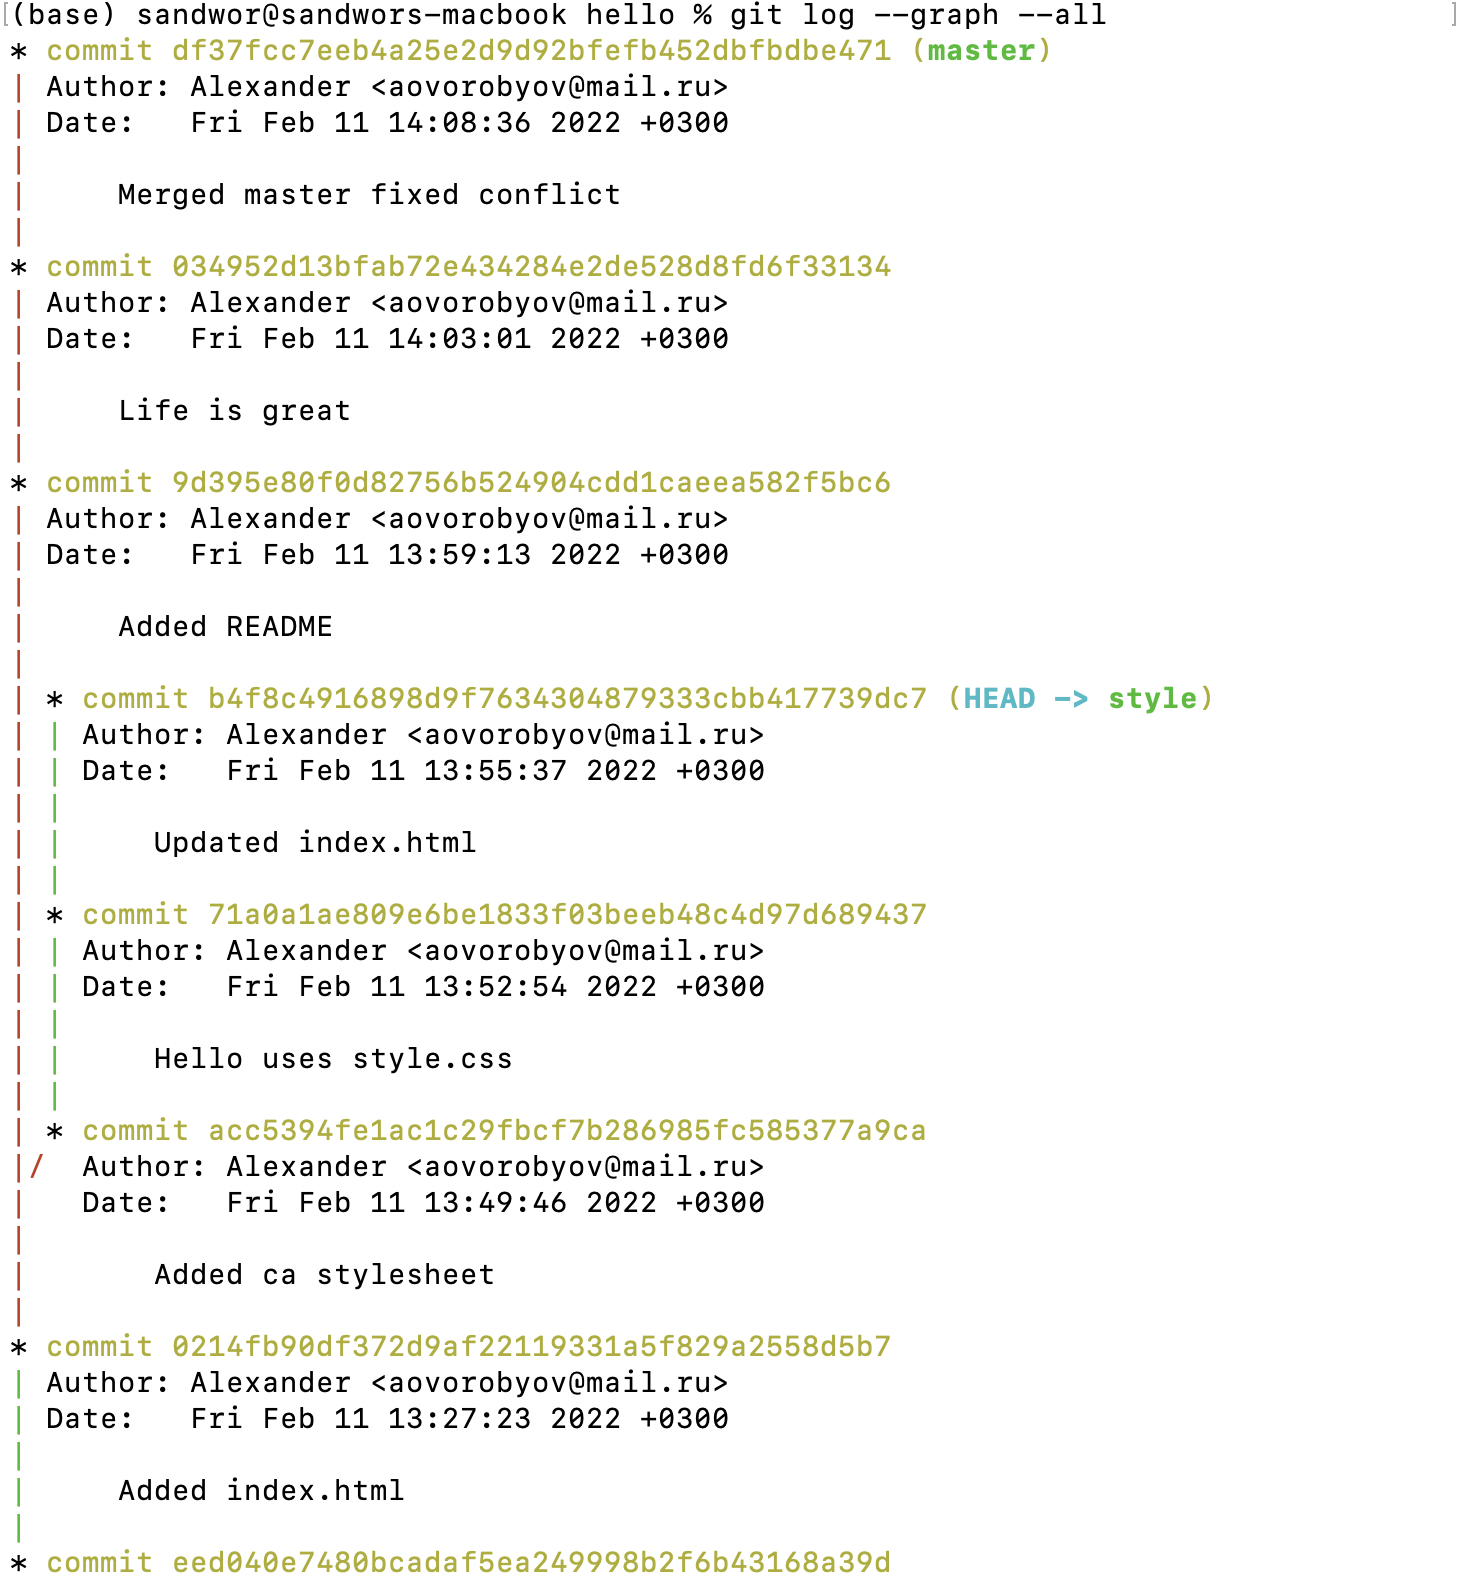 [(base) sandwor@sandwors-macbook hello % git log --graph --all ]
* commit df37fcc7eeb4a25e2d9d92bfefb452dbfbdbe471 (master)
| Author: Alexander <aovorobyov@mail.ru>
| Date:   Fri Feb 11 14:08:36 2022 +0300
|
|     Merged master fixed conflict
|
* commit 034952d13bfab72e434284e2de528d8fd6f33134
| Author: Alexander <aovorobyov@mail.ru>
| Date:   Fri Feb 11 14:03:01 2022 +0300
|
|     Life is great
|
* commit 9d395e80f0d82756b524904cdd1caeea582f5bc6
| Author: Alexander <aovorobyov@mail.ru>
| Date:   Fri Feb 11 13:59:13 2022 +0300
|
|     Added README
|
| * commit b4f8c4916898d9f7634304879333cbb417739dc7 (HEAD -> style)
| | Author: Alexander <aovorobyov@mail.ru>
| | Date:   Fri Feb 11 13:55:37 2022 +0300
| |
| |     Updated index.html
| |
| * commit 71a0a1ae809e6be1833f03beeb48c4d97d689437
| | Author: Alexander <aovorobyov@mail.ru>
| | Date:   Fri Feb 11 13:52:54 2022 +0300
| |
| |     Hello uses style.css
| |
| * commit acc5394fe1ac1c29fbcf7b286985fc585377a9ca
|/  Author: Alexander <aovorobyov@mail.ru>
|   Date:   Fri Feb 11 13:49:46 2022 +0300
|
|       Added ca stylesheet
|
* commit 0214fb90df372d9af22119331a5f829a2558d5b7
| Author: Alexander <aovorobyov@mail.ru>
| Date:   Fri Feb 11 13:27:23 2022 +0300
|
|     Added index.html
|
* commit eed040e7480bcadaf5ea249998b2f6b43168a39d